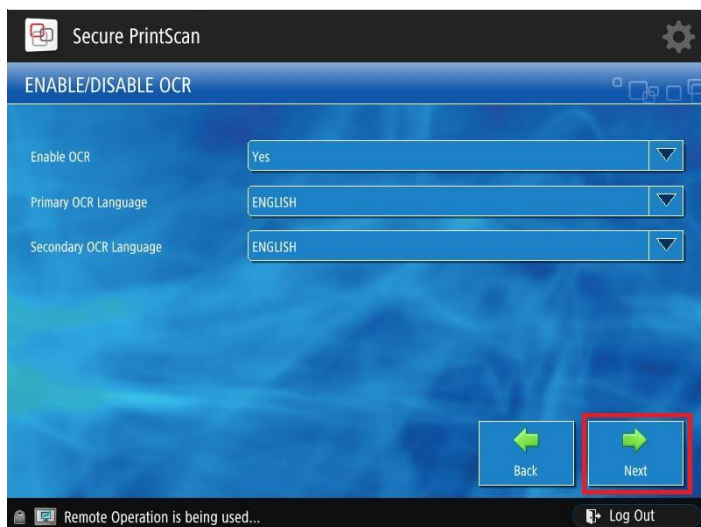 Secure PrintScan
ENABLE/DISABLE OCR
Enable OCR Yes
Primary OCR Language ENGLISH
Secondary OCR Language ENGLISH
Back Next
Remote Operation is being used... Log Out